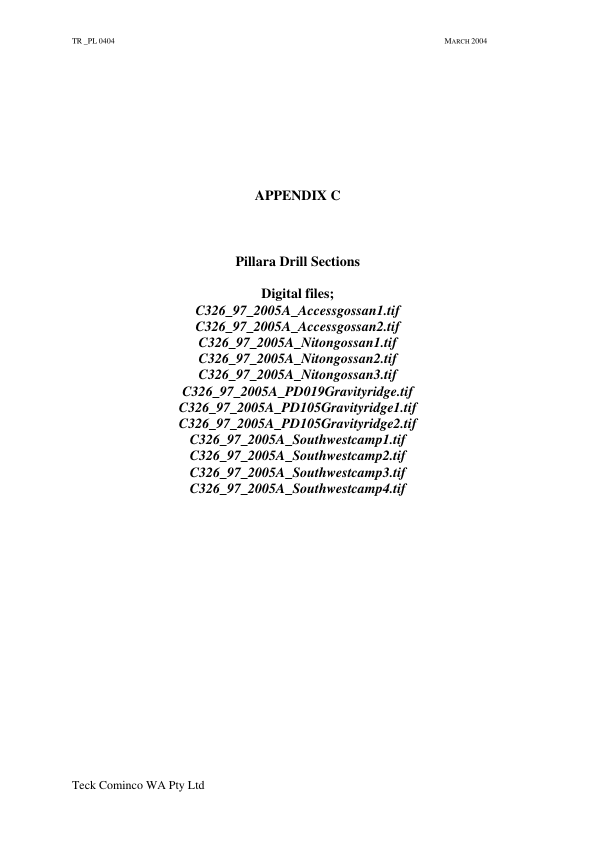 TR_PL 0404 MARCH 2004
APPENDIX C
Pillara Drill Sections
Digital files;
C326_97_2005A_Accessgossan1.tif
C326_97_2005A_Accessgossan2.tif
C326_97_2005A_Nitongossan1.tif
C326_97_2005A_Nitongossan2.tif
C326_97_2005A_Nitongossan3.tif
C326_97_2005A_PD019Gravityridge.tif
C326_97_2005A_PD105Gravityridge1.tif
C326_97_2005A_PD105Gravityridge2.tif
C326_97_2005A_Southwestcamp1.tif
C326_97_2005A_Southwestcamp2.tif
C326_97_2005A_Southwestcamp3.tif
C326_97_2005A_Southwestcamp4.tif
Teck Cominco WA Pty Ltd